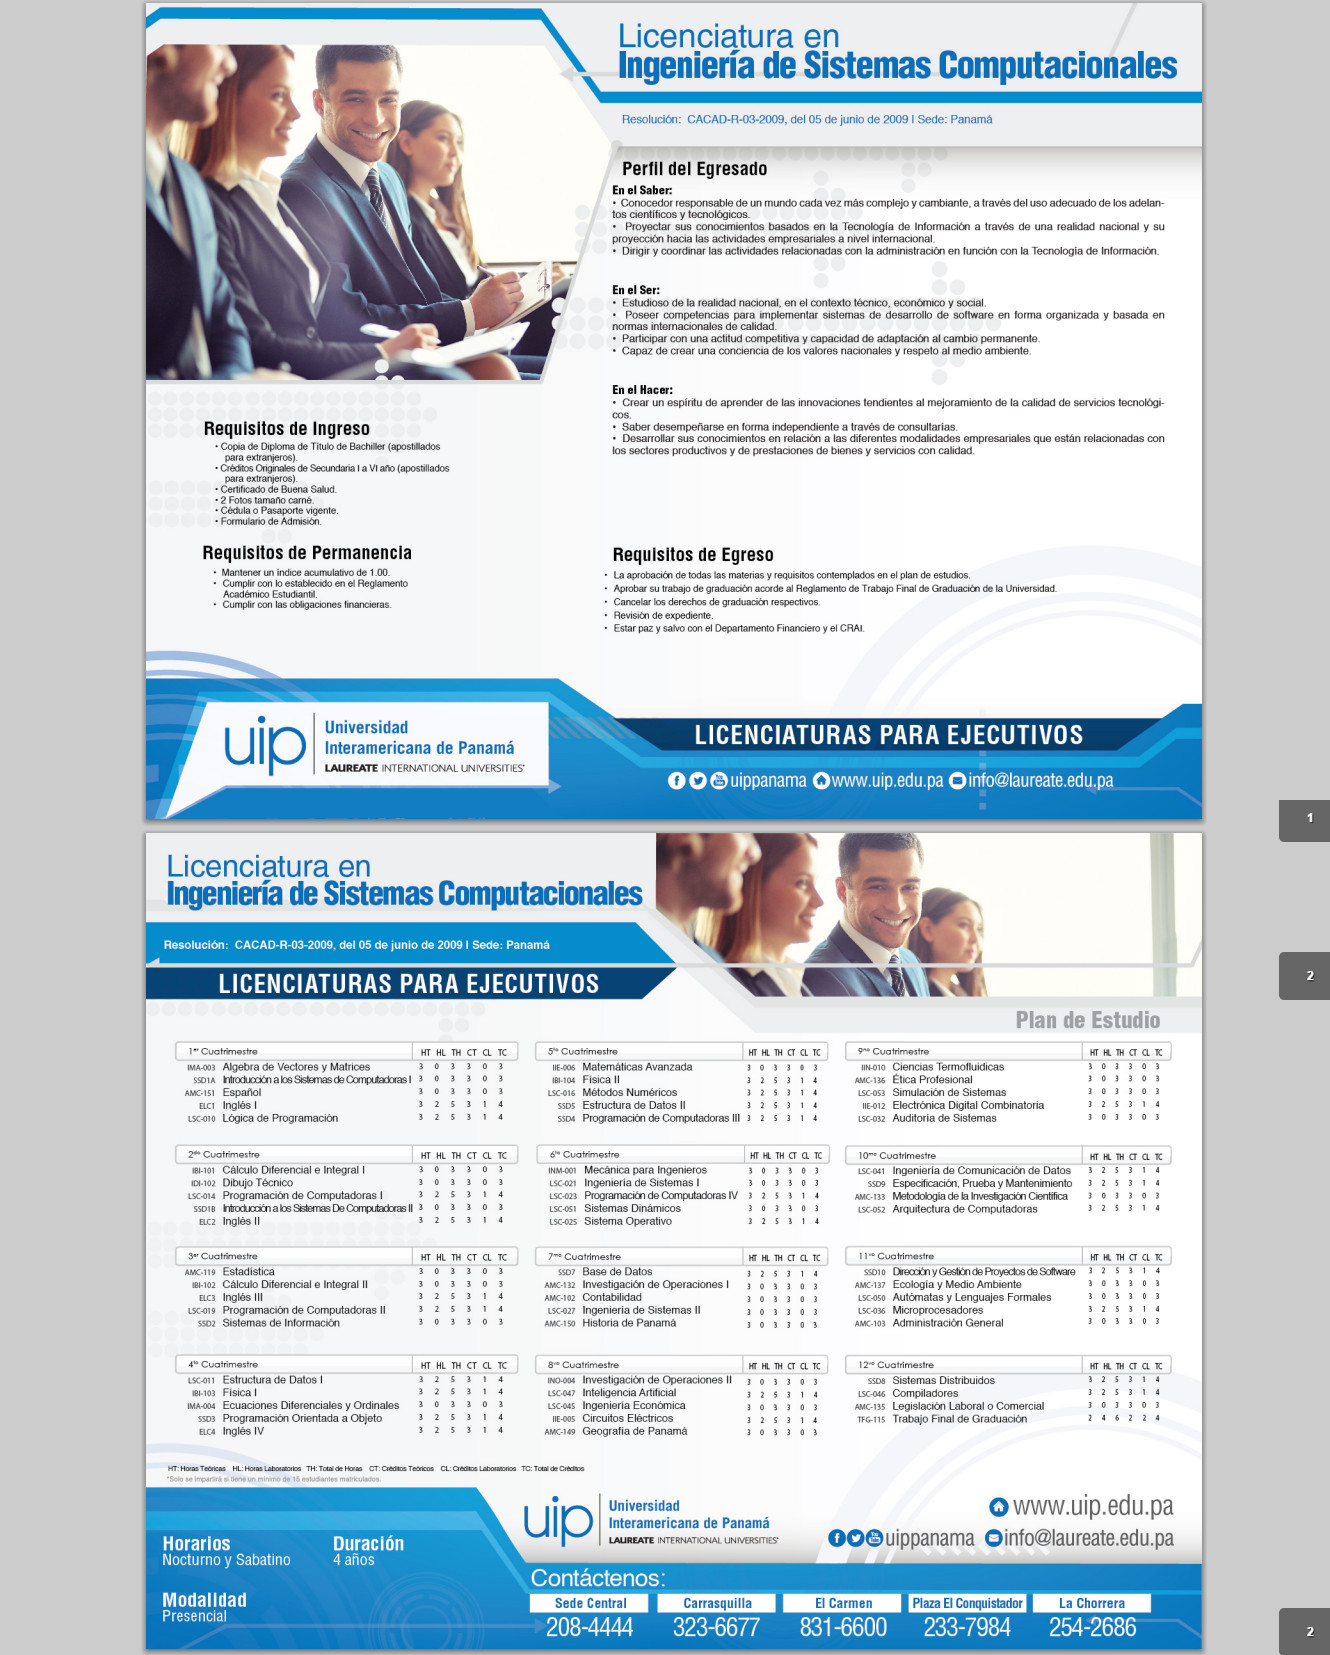 Licenciatura en
Ingeniería de Sistemas Computacionales
Resolución: CACAD-R-03-2009, del 05 de junio de 2009 I Sede: Panamá
Perfil del Egresado
En el Saber:
• Conocedor responsable de un mundo cada vez más complejo y cambiante, a través del uso adecuado de los adelan-
tos científicos y tecnológicos.
• Proyectar sus conocimientos basados en la Tecnología de Información a través de una realidad nacional y su
proyección hacia las actividades empresariales a nivel internacional.
• Dirigir y coordinar las actividades relacionadas con la administración en función con la Tecnología de Información.
En el Ser:
• Estudioso de la realidad nacional, en el contexto técnico, económico y social.
• Poseer competencias para implementar sistemas de desarrollo de software en forma organizada y basada en
normas internacionales de calidad.
• Participar con una actitud competitiva y capacidad de adaptación al cambio permanente.
• Capaz de crear una conciencia de los valores nacionales y respeto al medio ambiente.
En el Hacer:
• Crear un espíritu de aprender de las innovaciones tendientes al mejoramiento de la calidad de servicios tecnológi-
cos.
• Saber desempeñarse en forma independiente a través de consultarías.
• Desarrollar sus conocimientos en relación a las diferentes modalidades empresariales que están relacionadas con
los sectores productivos y de prestaciones de bienes y servicios con calidad.
Requisitos de Ingreso
• Copia de Diploma de Título de Bachiller (apostillados
para extranjeros).
• Créditos Originales de Secundaria I a VI año (apostillados
para extranjeros).
• Certificado de Buena Salud.
• 2 Fotos tamaño carné.
• Cédula o Pasaporte vigente.
• Formulario de Admisión.
Requisitos de Permanencia
• Mantener un índice acumulativo de 1.00.
• Cumplir con lo establecido en el Reglamento
Académico Estudiantil.
• Cumplir con las obligaciones financieras.
Requisitos de Egreso
• La aprobación de todas las materias y requisitos contemplados en el plan de estudios.
• Aprobar su trabajo de graduación acorde al Reglamento de Trabajo Final de Graduación de la Universidad.
• Cancelar los derechos de graduación respectivos.
• Revisión de expediente.
• Estar paz y salvo con el Departamento Financiero y el CRAI.
uip Universidad
Interamericana de Panamá
LAUREATE INTERNATIONAL UNIVERSITIES
LICENCIATURAS PARA EJECUTIVOS
uippanama www.uip.edu.pa info@laureate.edu.pa
1
Licenciatura en
Ingeniería de Sistemas Computacionales
Resolución: CACAD-R-03-2009, del 05 de junio de 2009 I Sede: Panamá
LICENCIATURAS PARA EJECUTIVOS
2
Plan de Estudio
1er Cuatrimestre HT HL TH CT CL TC
IMA-003 Algebra de Vectores y Matrices 3 0 3 3 0 3
SSD1A Introducción a los Sistemas de Computadoras I 3 0 3 3 0 3
AMC-151 Español 3 0 3 3 0 3
ELC1 Inglés I 3 2 5 3 1 4
LSC-010 Lógica de Programación 3 2 5 3 1 4
2do Cuatrimestre HT HL TH CT CL TC
IBI-101 Cálculo Diferencial e Integral I 3 0 3 3 0 3
IDI-102 Dibujo Técnico 3 0 3 3 0 3
LSC-014 Programación de Computadoras I 3 2 5 3 1 4
SSD1B Introducción a los Sistemas De Computadoras II 3 0 3 3 0 3
ELC2 Inglés II 3 2 5 3 1 4
3er Cuatrimestre HT HL TH CT CL TC
AMC-119 Estadística 3 0 3 3 0 3
IBI-102 Cálculo Diferencial e Integral II 3 0 3 3 0 3
ELC3 Inglés III 3 2 5 3 1 4
LSC-019 Programación de Computadoras II 3 2 5 3 1 4
SSD2 Sistemas de Información 3 0 3 3 0 3
4to Cuatrimestre HT HL TH CT CL TC
LSC-011 Estructura de Datos I 3 2 5 3 1 4
IBI-103 Física I 3 2 5 3 1 4
IMA-004 Ecuaciones Diferenciales y Ordinales 3 0 3 3 0 3
SSD3 Programación Orientada a Objeto 3 2 5 3 1 4
ELC4 Inglés IV 3 2 5 3 1 4
5to Cuatrimestre HT HL TH CT CL TC
IIE-006 Matemáticas Avanzada 3 0 3 3 0 3
IBI-104 Física II 3 2 5 3 1 4
LSC-016 Métodos Numéricos 3 2 5 3 1 4
SSD5 Estructura de Datos II 3 2 5 3 1 4
SSD4 Programación de Computadoras III 3 2 5 3 1 4
6to Cuatrimestre HT HL TH CT CL TC
INM-001 Mecánica para Ingenieros 3 0 3 3 0 3
LSC-021 Ingeniería de Sistemas I 3 0 3 3 0 3
LSC-023 Programación de Computadoras IV 3 2 5 3 1 4
LSC-051 Sistemas Dinámicos 3 0 3 3 0 3
LSC-025 Sistema Operativo 3 2 5 3 1 4
7mo Cuatrimestre HT HL TH CT CL TC
SSD7 Base de Datos 3 2 5 3 1 4
AMC-132 Investigación de Operaciones I 3 0 3 3 0 3
AMC-102 Contabilidad 3 0 3 3 0 3
LSC-027 Ingeniería de Sistemas II 3 0 3 3 0 3
AMC-150 Historia de Panamá 3 0 3 3 0 3
8vo Cuatrimestre HT HL TH CT CL TC
INO-004 Investigación de Operaciones II 3 0 3 3 0 3
LSC-047 Inteligencia Artificial 3 2 5 3 1 4
LSC-045 Ingeniería Económica 3 0 3 3 0 3
IIE-005 Circuitos Eléctricos 3 2 5 3 1 4
AMC-149 Geografía de Panamá 3 0 3 3 0 3
9no Cuatrimestre HT HL TH CT CL TC
IIN-010 Ciencias Termofluidicas 3 0 3 3 0 3
AMC-136 Ética Profesional 3 0 3 3 0 3
LSC-053 Simulación de Sistemas 3 0 3 3 0 3
IIE-012 Electrónica Digital Combinatoria 3 2 5 3 1 4
LSC-032 Auditoría de Sistemas 3 0 3 3 0 3
10mo Cuatrimestre HT HL TH CT CL TC
LSC-041 Ingeniería de Comunicación de Datos 3 2 5 3 1 4
SSD9 Especificación, Prueba y Mantenimiento 3 2 5 3 1 4
AMC-133 Metodología de la Investigación Científica 3 0 3 3 0 3
LSC-052 Arquitectura de Computadoras 3 2 5 3 1 4
11vo Cuatrimestre HT HL TH CT CL TC
SSD10 Dirección y Gestión de Proyectos de Software 3 2 5 3 1 4
AMC-137 Ecología y Medio Ambiente 3 0 3 3 0 3
LSC-050 Autómatas y Lenguajes Formales 3 0 3 3 0 3
LSC-036 Microprocesadores 3 2 5 3 1 4
AMC-103 Administración General 3 0 3 3 0 3
12vo Cuatrimestre HT HL TH CT CL TC
SSD8 Sistemas Distribuidos 3 2 5 3 1 4
LSC-046 Compiladores 3 2 5 3 1 4
AMC-135 Legislación Laboral o Comercial 3 0 3 3 0 3
TFG-115 Trabajo Final de Graduación 2 4 6 2 2 4
HT: Horas Teóricas HL: Horas Laboratorios TH: Total de Horas CT: Créditos Teóricos CL: Créditos Laboratorios TC: Total de Créditos
*Solo se impartirá si tiene un mínimo de 15 estudiantes matriculados.
uip Universidad
Interamericana de Panamá
LAUREATE INTERNATIONAL UNIVERSITIES
www.uip.edu.pa
uippanama info@laureate.edu.pa
Horarios
Nocturno y Sabatino
Duración
4 años
Modalidad
Presencial
Contáctenos:
Sede Central Carrasquilla El Carmen Plaza El Conquistador La Chorrera
208-4444 323-6677 831-6600 233-7984 254-2686
2